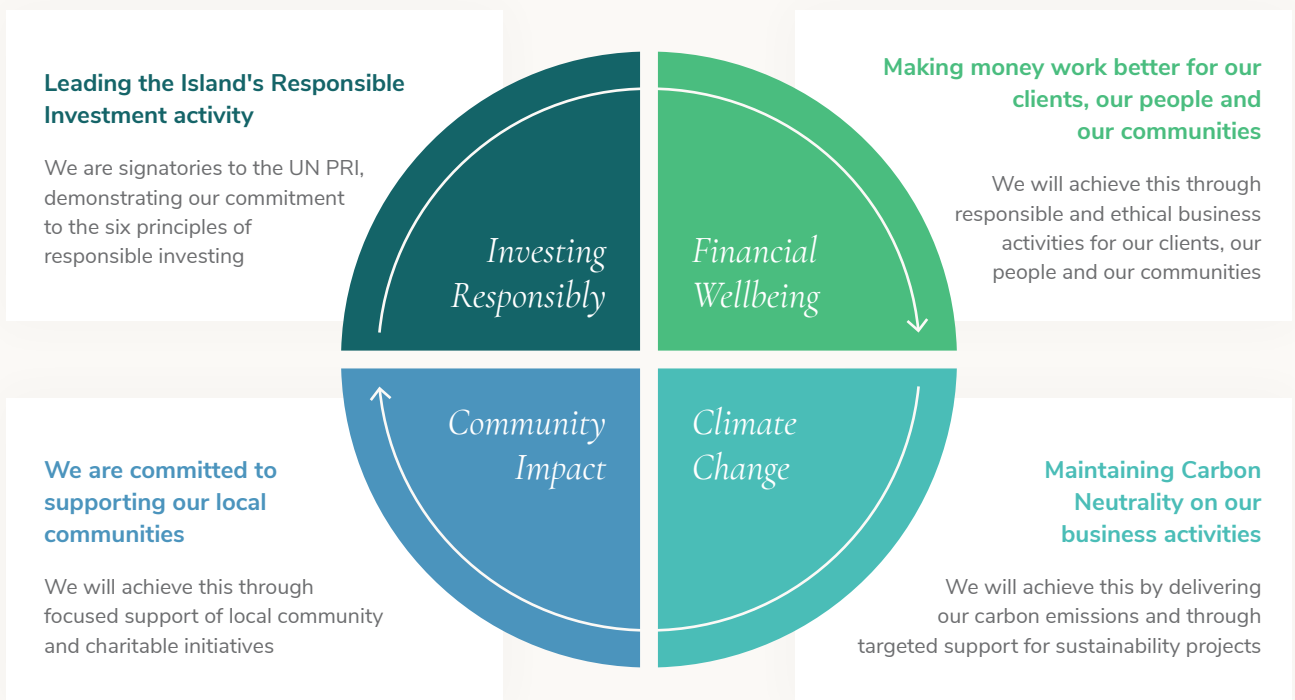 Leading the Island's Responsible
Investment activity
We are signatories to the UN PRI,
demonstrating our commitment
to the six principles of
responsible investing
Investing
Responsibly
Financial
Wellbeing
Making money work better for our
clients, our people and
our communities
We will achieve this through
responsible and ethical business
activities for our clients, our
people and our communities
We are committed to
supporting our local
communities
We will achieve this through
focused support of local community
and charitable initiatives
Community
Impact
Climate
Change
Maintaining Carbon
Neutrality on our
business activities
We will achieve this by delivering
our carbon emissions and through
targeted support for sustainability projects